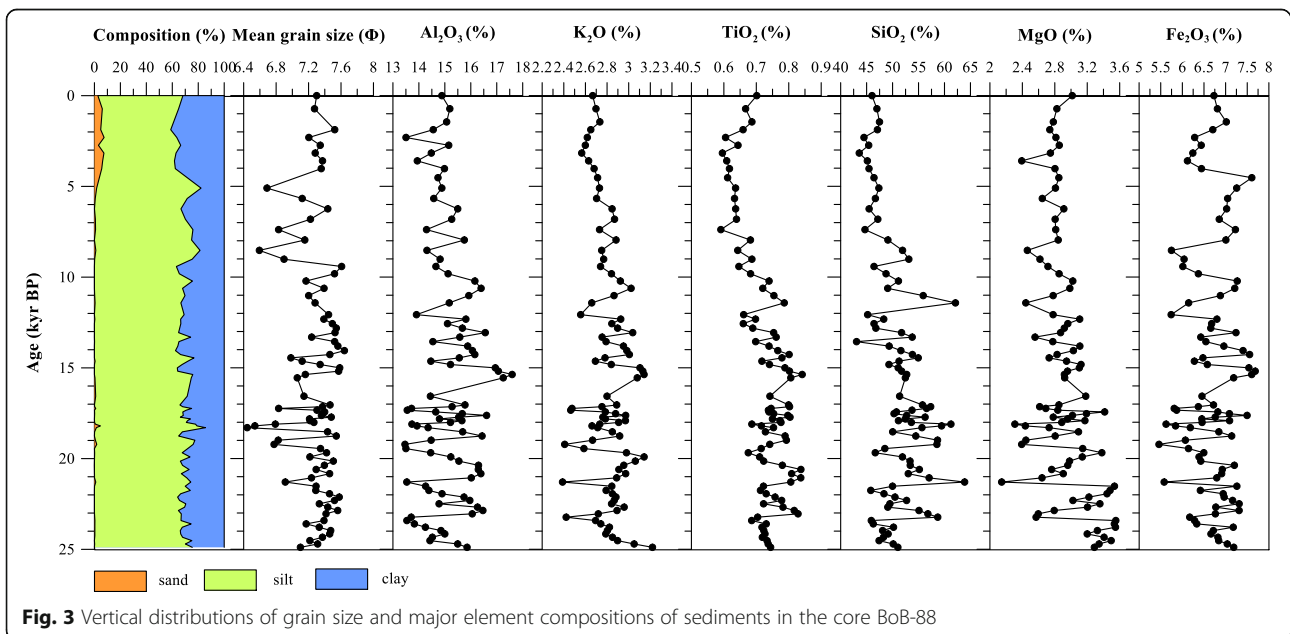 Composition (%) Mean grain size (Φ) Al₂O₃ (%) K₂O (%) TiO₂ (%) SiO₂ (%) MgO (%) Fe₂O₃ (%)
0 20 40 60 80 100 6.4 6.8 7.2 7.6 8 13 14 15 16 17 18 2.2 2.4 2.6 2.8 3 3.2 3.4 0.5 0.6 0.7 0.8 0.9 40 45 50 55 60 65 2 2.4 2.8 3.2 3.6 5 5.5 6 6.5 7 7.5 8
Age (kyr BP)
0
5
10
15
20
25
sand silt clay
Fig. 3 Vertical distributions of grain size and major element compositions of sediments in the core BoB-88